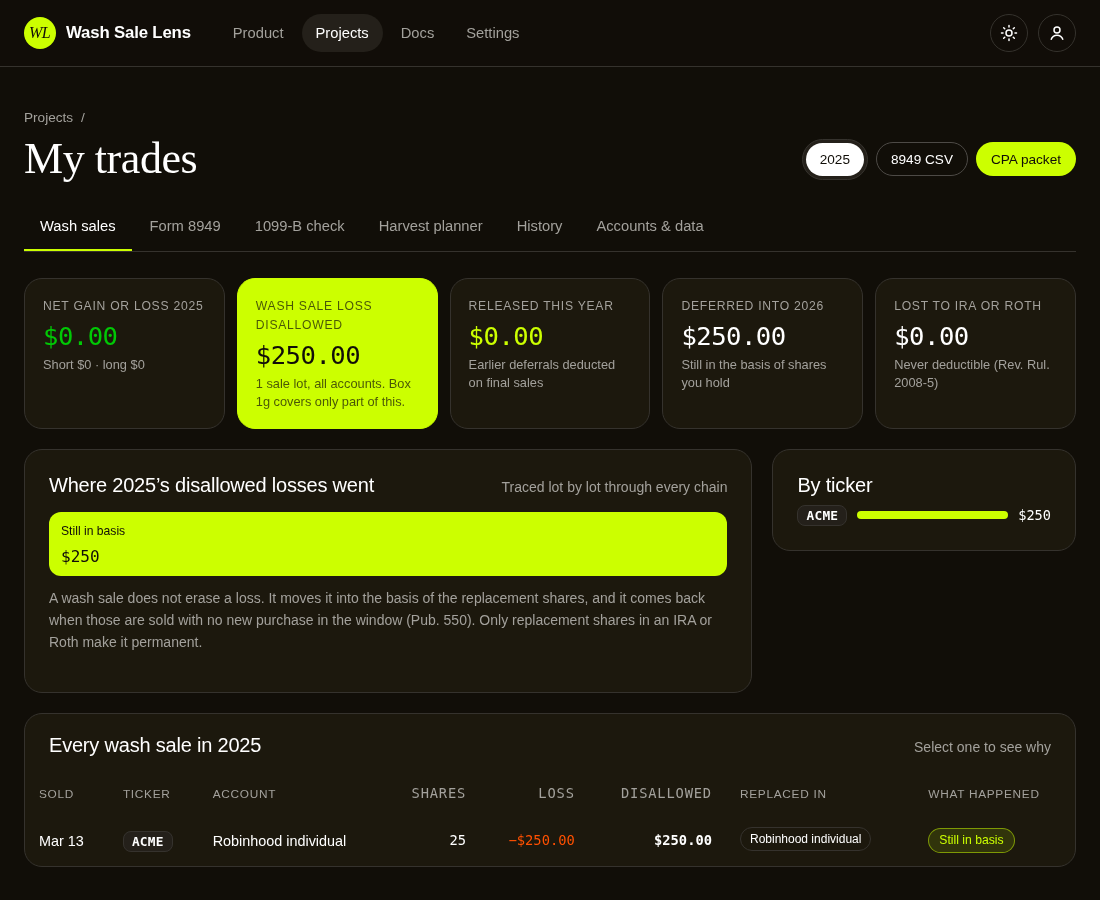 WL Wash Sale Lens Product Projects Docs Settings
Projects /
My trades
2025 8949 CSV CPA packet
Wash sales Form 8949 1099-B check Harvest planner History Accounts & data
NET GAIN OR LOSS 2025
$0.00
Short $0 · long $0
WASH SALE LOSS
DISALLOWED
$250.00
1 sale lot, all accounts. Box
1g covers only part of this.
RELEASED THIS YEAR
$0.00
Earlier deferrals deducted
on final sales
DEFERRED INTO 2026
$250.00
Still in the basis of shares
you hold
LOST TO IRA OR ROTH
$0.00
Never deductible (Rev. Rul.
2008-5)
Where 2025’s disallowed losses went Traced lot by lot through every chain
Still in basis
$250
A wash sale does not erase a loss. It moves it into the basis of the replacement shares, and it comes back
when those are sold with no new purchase in the window (Pub. 550). Only replacement shares in an IRA or
Roth make it permanent.
By ticker
ACME $250
Every wash sale in 2025 Select one to see why
SOLD TICKER ACCOUNT SHARES LOSS DISALLOWED REPLACED IN WHAT HAPPENED
Mar 13 ACME Robinhood individual 25 −$250.00 $250.00 Robinhood individual Still in basis